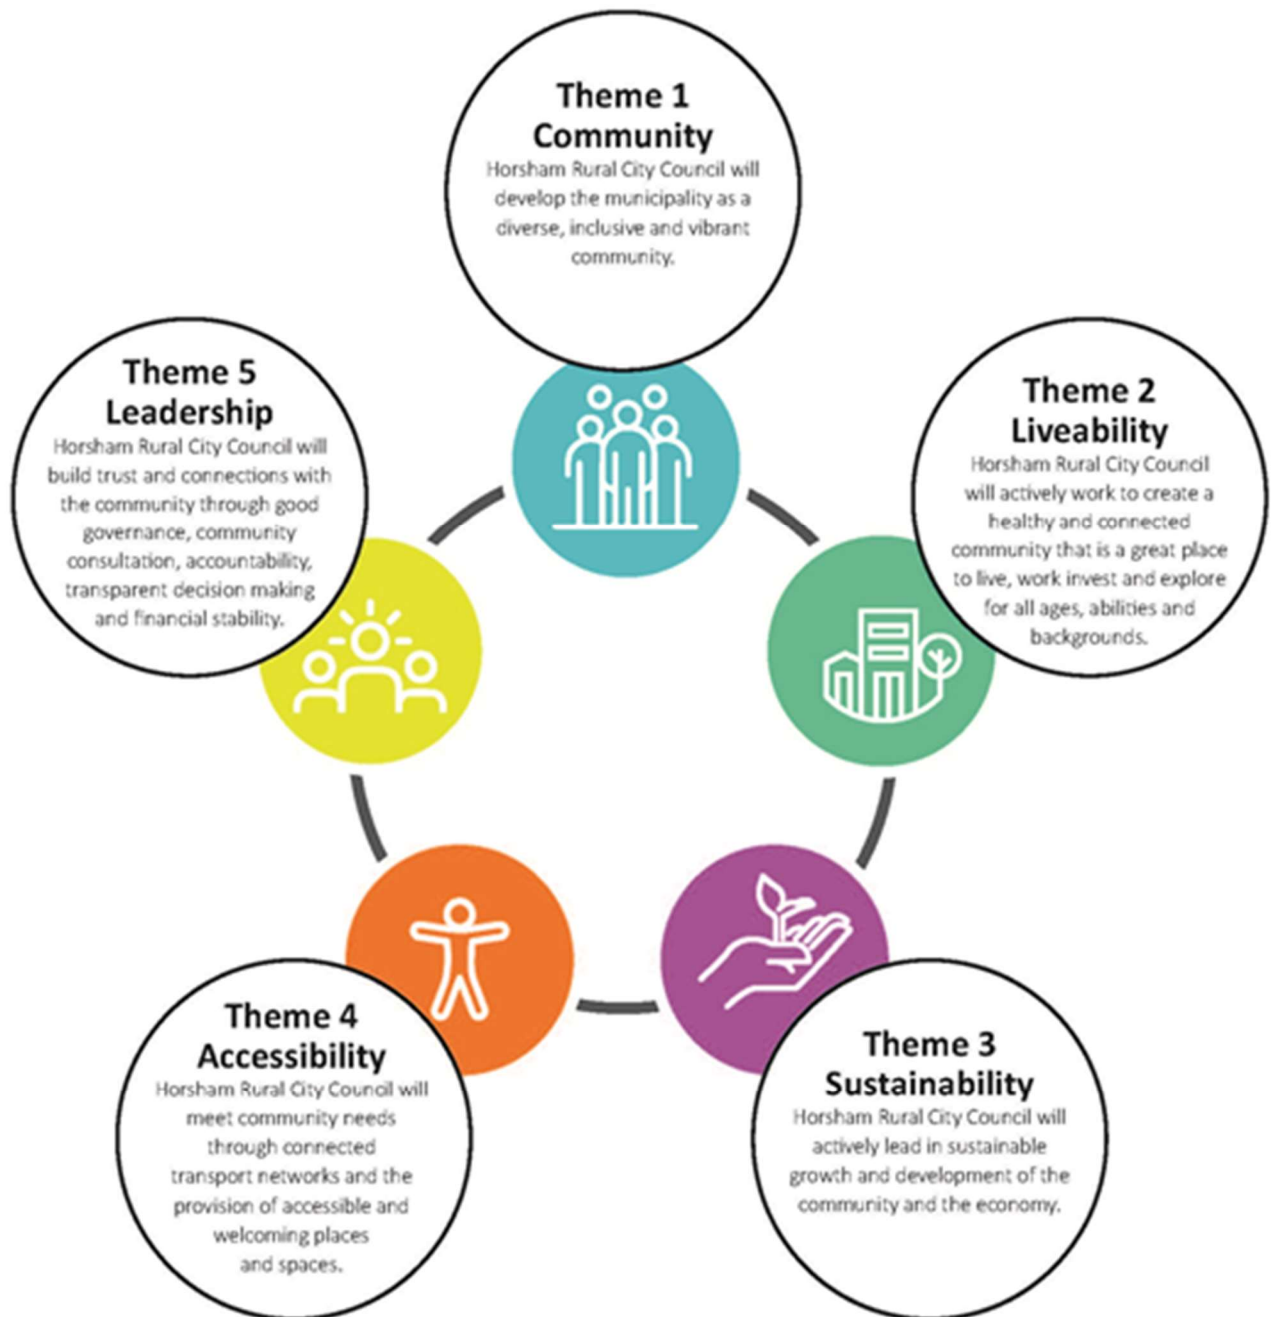 Theme 1
Community
Horsham Rural City Council will
develop the municipality as a
diverse, inclusive and vibrant
community.
Theme 2
Liveability
Horsham Rural City Council
will actively work to create a
healthy and connected
community that is a great place
to live, work invest and explore
for all ages, abilities and
backgrounds.
Theme 3
Sustainability
Horsham Rural City Council will
actively lead in sustainable
growth and development of the
community and the economy.
Theme 4
Accessibility
Horsham Rural City Council will
meet community needs
through connected
transport networks and the
provision of accessible and
welcoming places
and spaces.
Theme 5
Leadership
Horsham Rural City Council will
build trust and connections with
the community through good
governance, community
consultation, accountability,
transparent decision making
and financial stability.